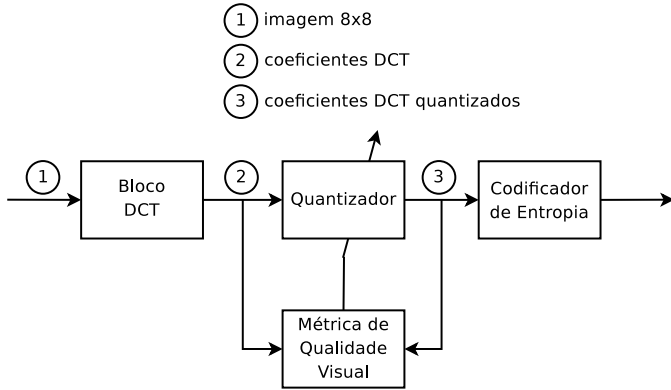 1 imagem 8x8
2 coeficientes DCT
3 coeficientes DCT quantizados
1
Bloco
DCT
2
Quantizador
3
Codificador
de Entropia
Métrica de
Qualidade
Visual